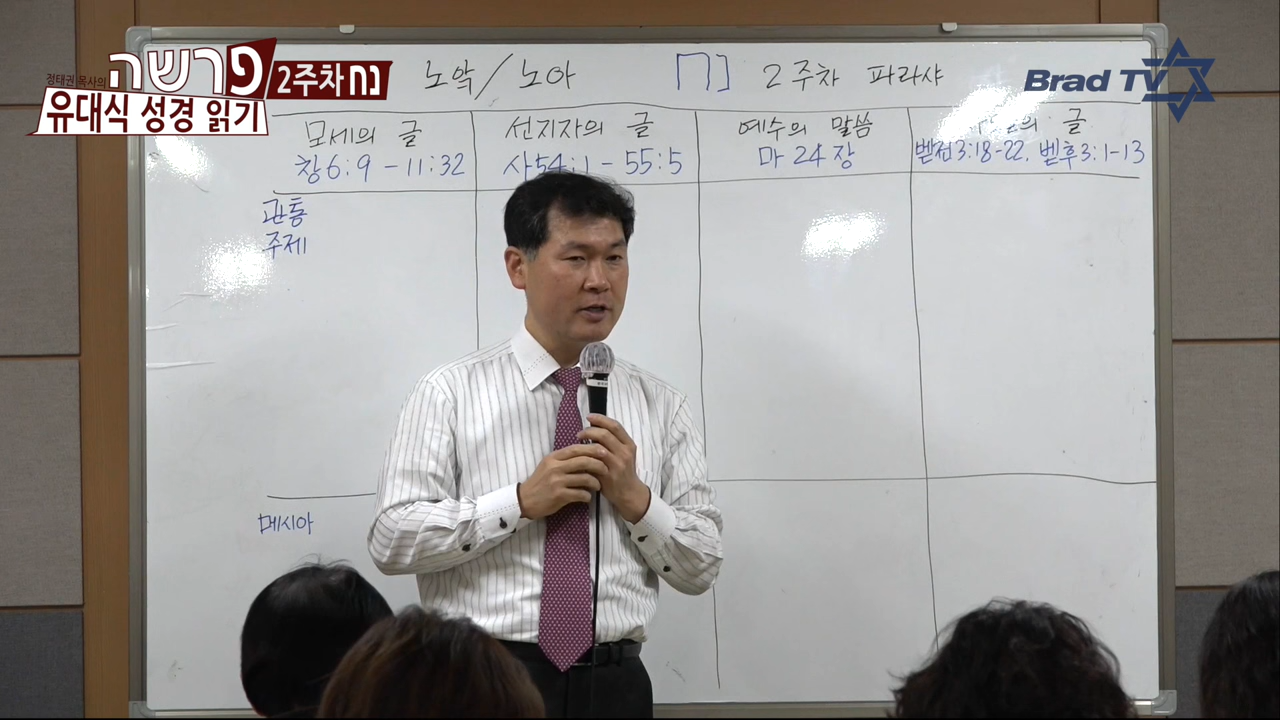 정태권 목사의
פרשה 2주차 נח
유대식 성경 읽기
Brad TV
노악/노아 נח 2주차 파라샤
모세의 글 선지자의 글 예수의 말씀 의 글
창6:9-11:32 사54:1-55:5 마 24장 벧전3:18-22, 벧후3:1-13
관통
주제
메시아